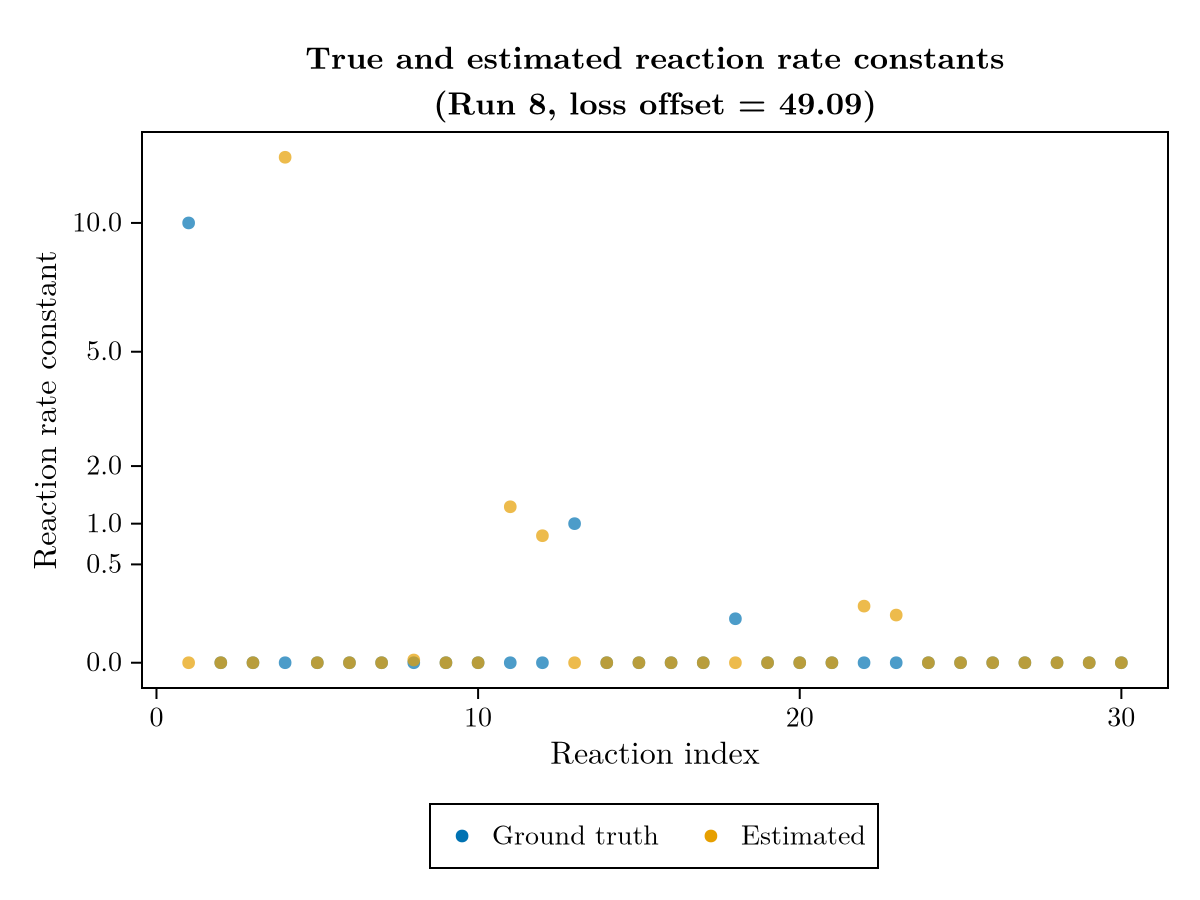 True and estimated reaction rate constants
(Run 8, loss offset = 49.09)
Reaction rate constant
10.0
5.0
2.0
1.0
0.5
0.0
0
10
20
30
Reaction index
Ground truth
Estimated